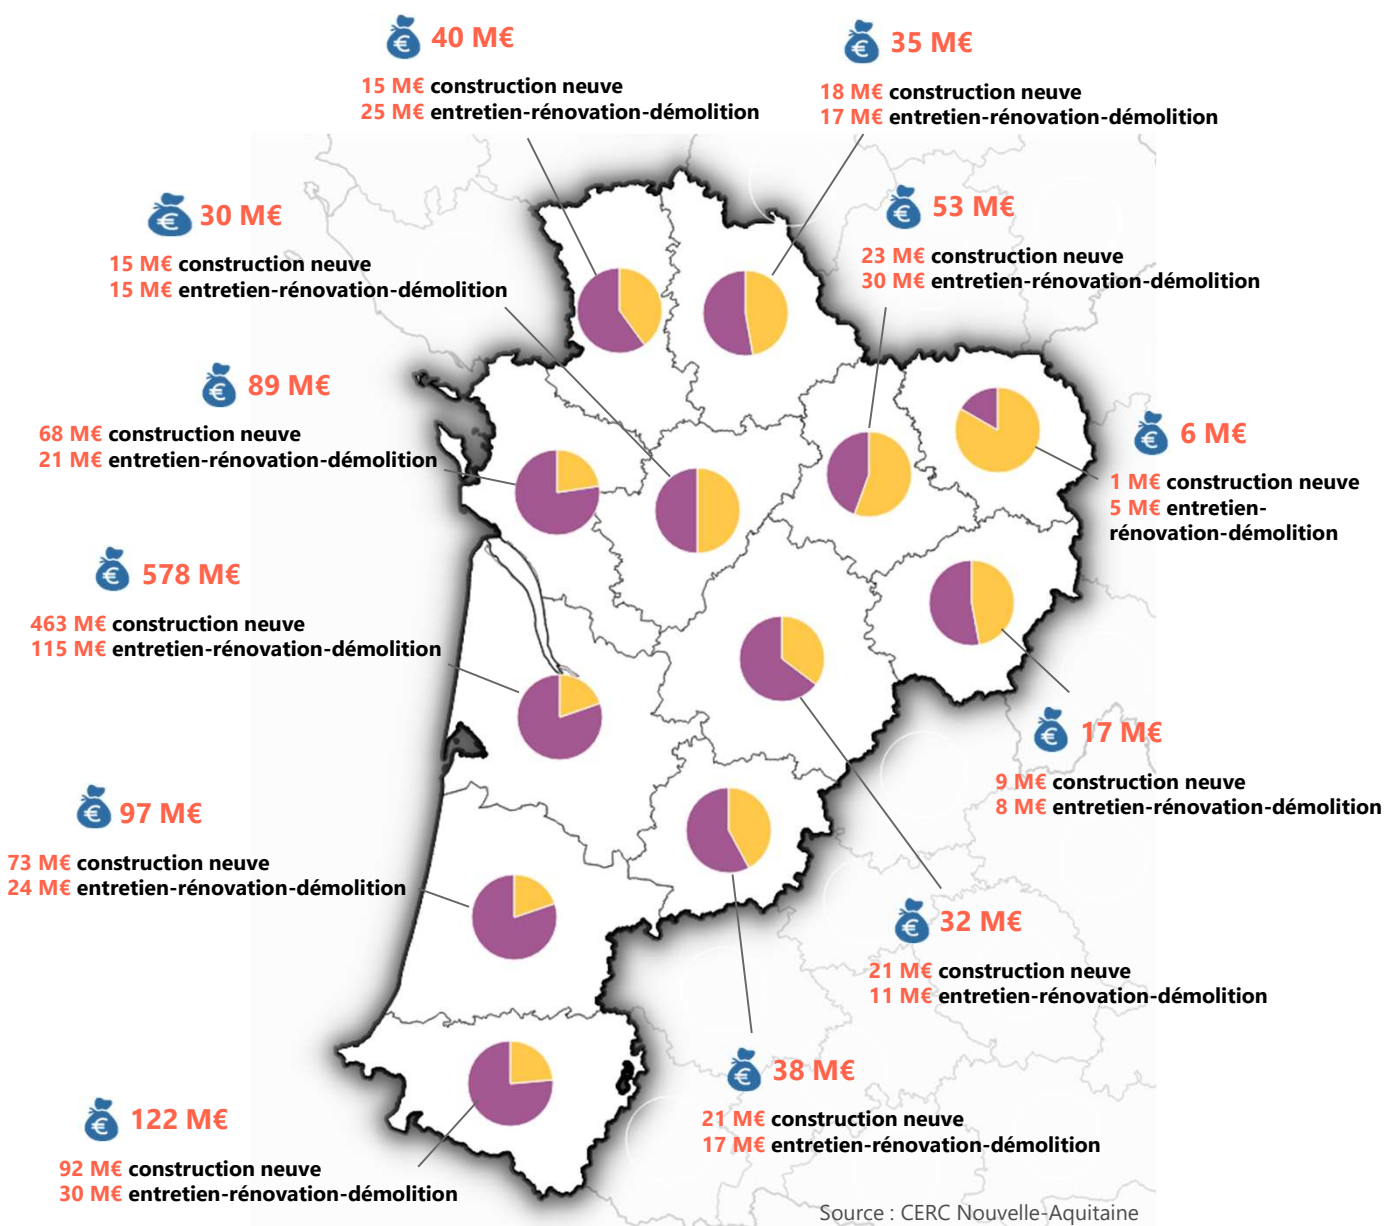 40 M€
15 M€ construction neuve
25 M€ entretien-rénovation-démolition
35 M€
18 M€ construction neuve
17 M€ entretien-rénovation-démolition
30 M€
15 M€ construction neuve
15 M€ entretien-rénovation-démolition
53 M€
23 M€ construction neuve
30 M€ entretien-rénovation-démolition
89 M€
68 M€ construction neuve
21 M€ entretien-rénovation-démolition
6 M€
1 M€ construction neuve
5 M€ entretien-
rénovation-démolition
578 M€
463 M€ construction neuve
115 M€ entretien-rénovation-démolition
17 M€
9 M€ construction neuve
8 M€ entretien-rénovation-démolition
97 M€
73 M€ construction neuve
24 M€ entretien-rénovation-démolition
32 M€
21 M€ construction neuve
11 M€ entretien-rénovation-démolition
38 M€
21 M€ construction neuve
17 M€ entretien-rénovation-démolition
122 M€
92 M€ construction neuve
30 M€ entretien-rénovation-démolition
Source : CERC Nouvelle-Aquitaine